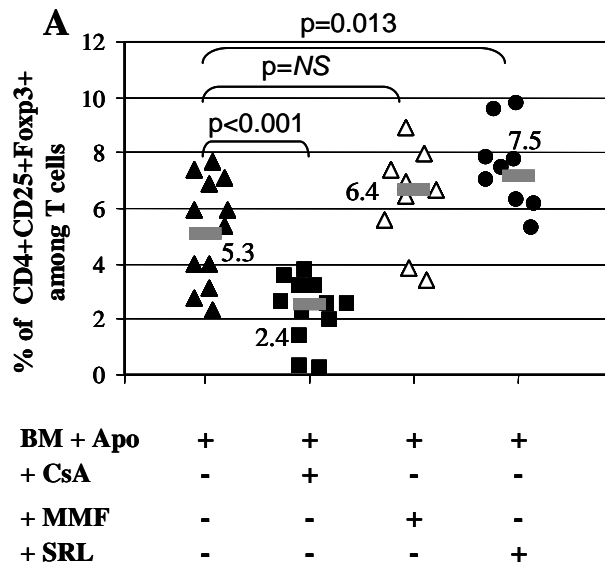 A
p=0.013
12
p=NS
10
p<0.001
8
7.5
6.4
6
5.3
4
2.4
2
0
% of CD4+CD25+Foxp3+
among T cells
BM + Apo + + + +
+ CsA - + - -
+ MMF - - + -
+ SRL - - - +